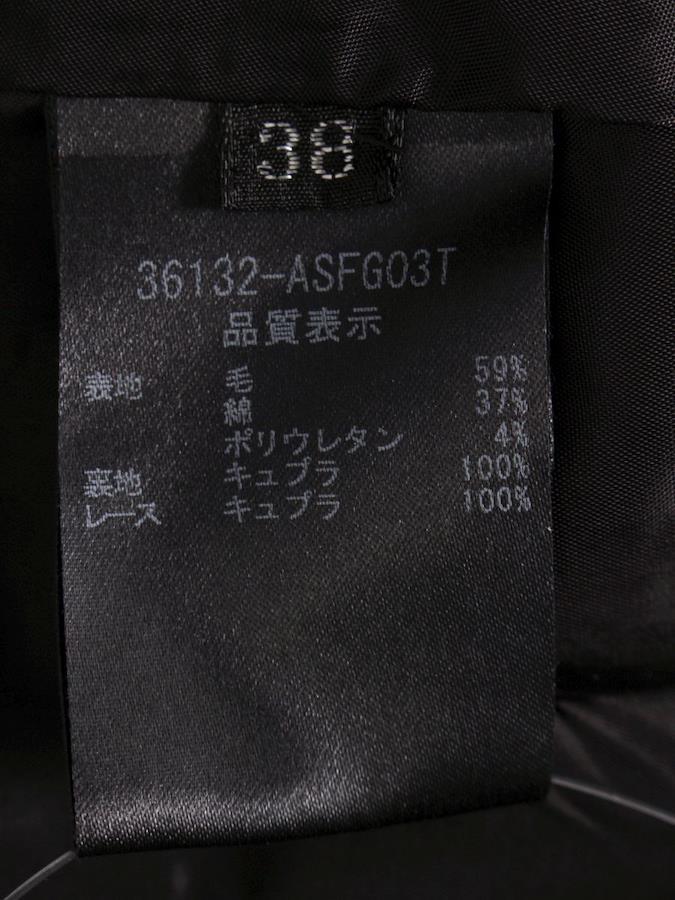 38
36132-ASFG03T
品質表示
表地 毛 59%
綿 37%
ポリウレタン 4%
裏地 キュプラ 100%
レース キュプラ 100%